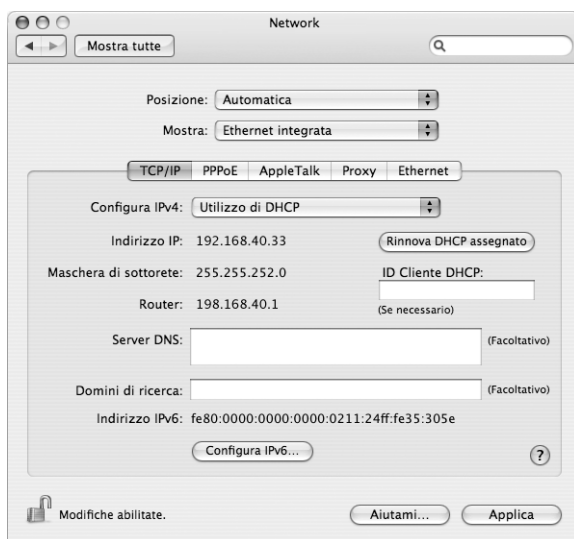 Network
Mostra tutte
Posizione: Automatica
Mostra: Ethernet integrata
TCP/IP PPPoE AppleTalk Proxy Ethernet
Configura IPv4: Utilizzo di DHCP
Indirizzo IP: 192.168.40.33 Rinnova DHCP assegnato
Maschera di sottorete: 255.255.252.0 ID Cliente DHCP:
Router: 198.168.40.1 (Se necessario)
Server DNS: (Facoltativo)
Domini di ricerca: (Facoltativo)
Indirizzo IPv6: fe80:0000:0000:0000:0211:24ff:fe35:305e
Configura IPv6... ?
Modifiche abilitate. Aiutami... Applica